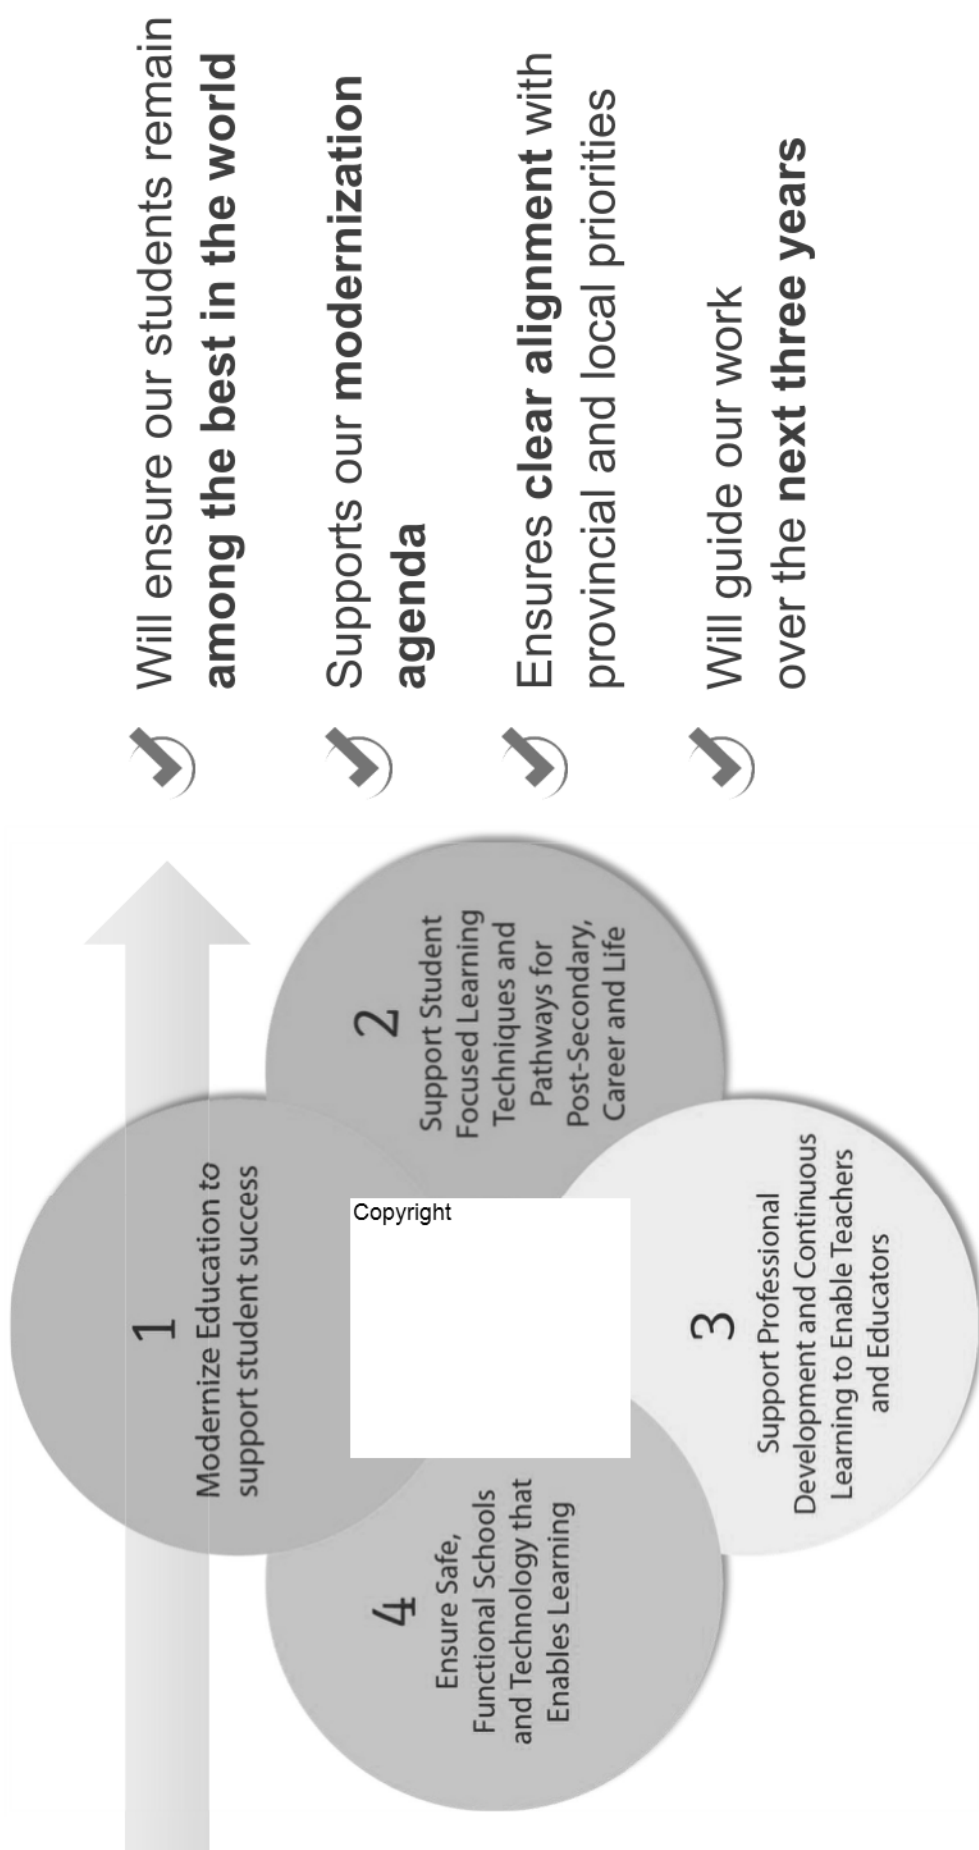 1
Modernize Education to
support student success
2
Support Student
Focused Learning
Techniques and
Pathways for
Post-Secondary,
Career and Life
3
Support Professional
Development and Continuous
Learning to Enable Teachers
and Educators
4
Ensure Safe,
Functional Schools
and Technology that
Enables Learning
Copyright
Will ensure our students remain
among the best in the world
Supports our modernization
agenda
Ensures clear alignment with
provincial and local priorities
Will guide our work
over the next three years